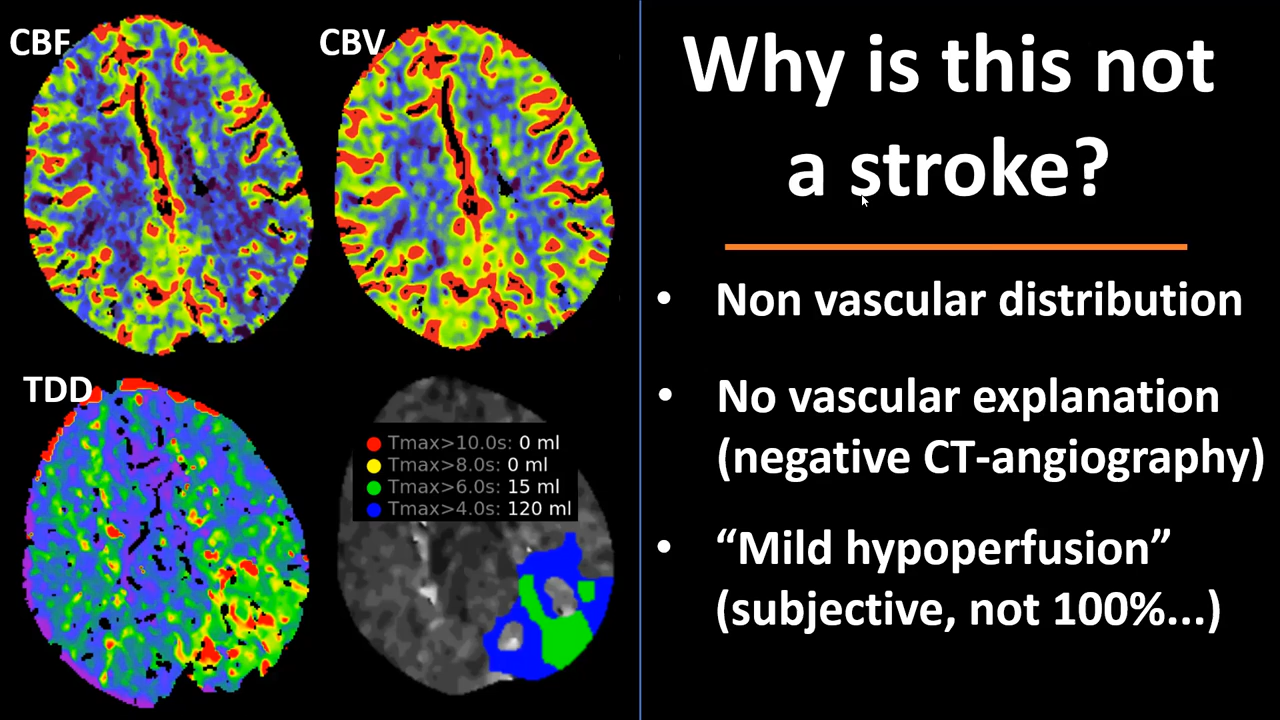 CBF
CBV
TDD
Tmax>10.0s: 0 ml
Tmax>8.0s: 0 ml
Tmax>6.0s: 15 ml
Tmax>4.0s: 120 ml
Why is this not
a stroke?
• Non vascular distribution
• No vascular explanation
(negative CT-angiography)
• “Mild hypoperfusion”
(subjective, not 100%...)